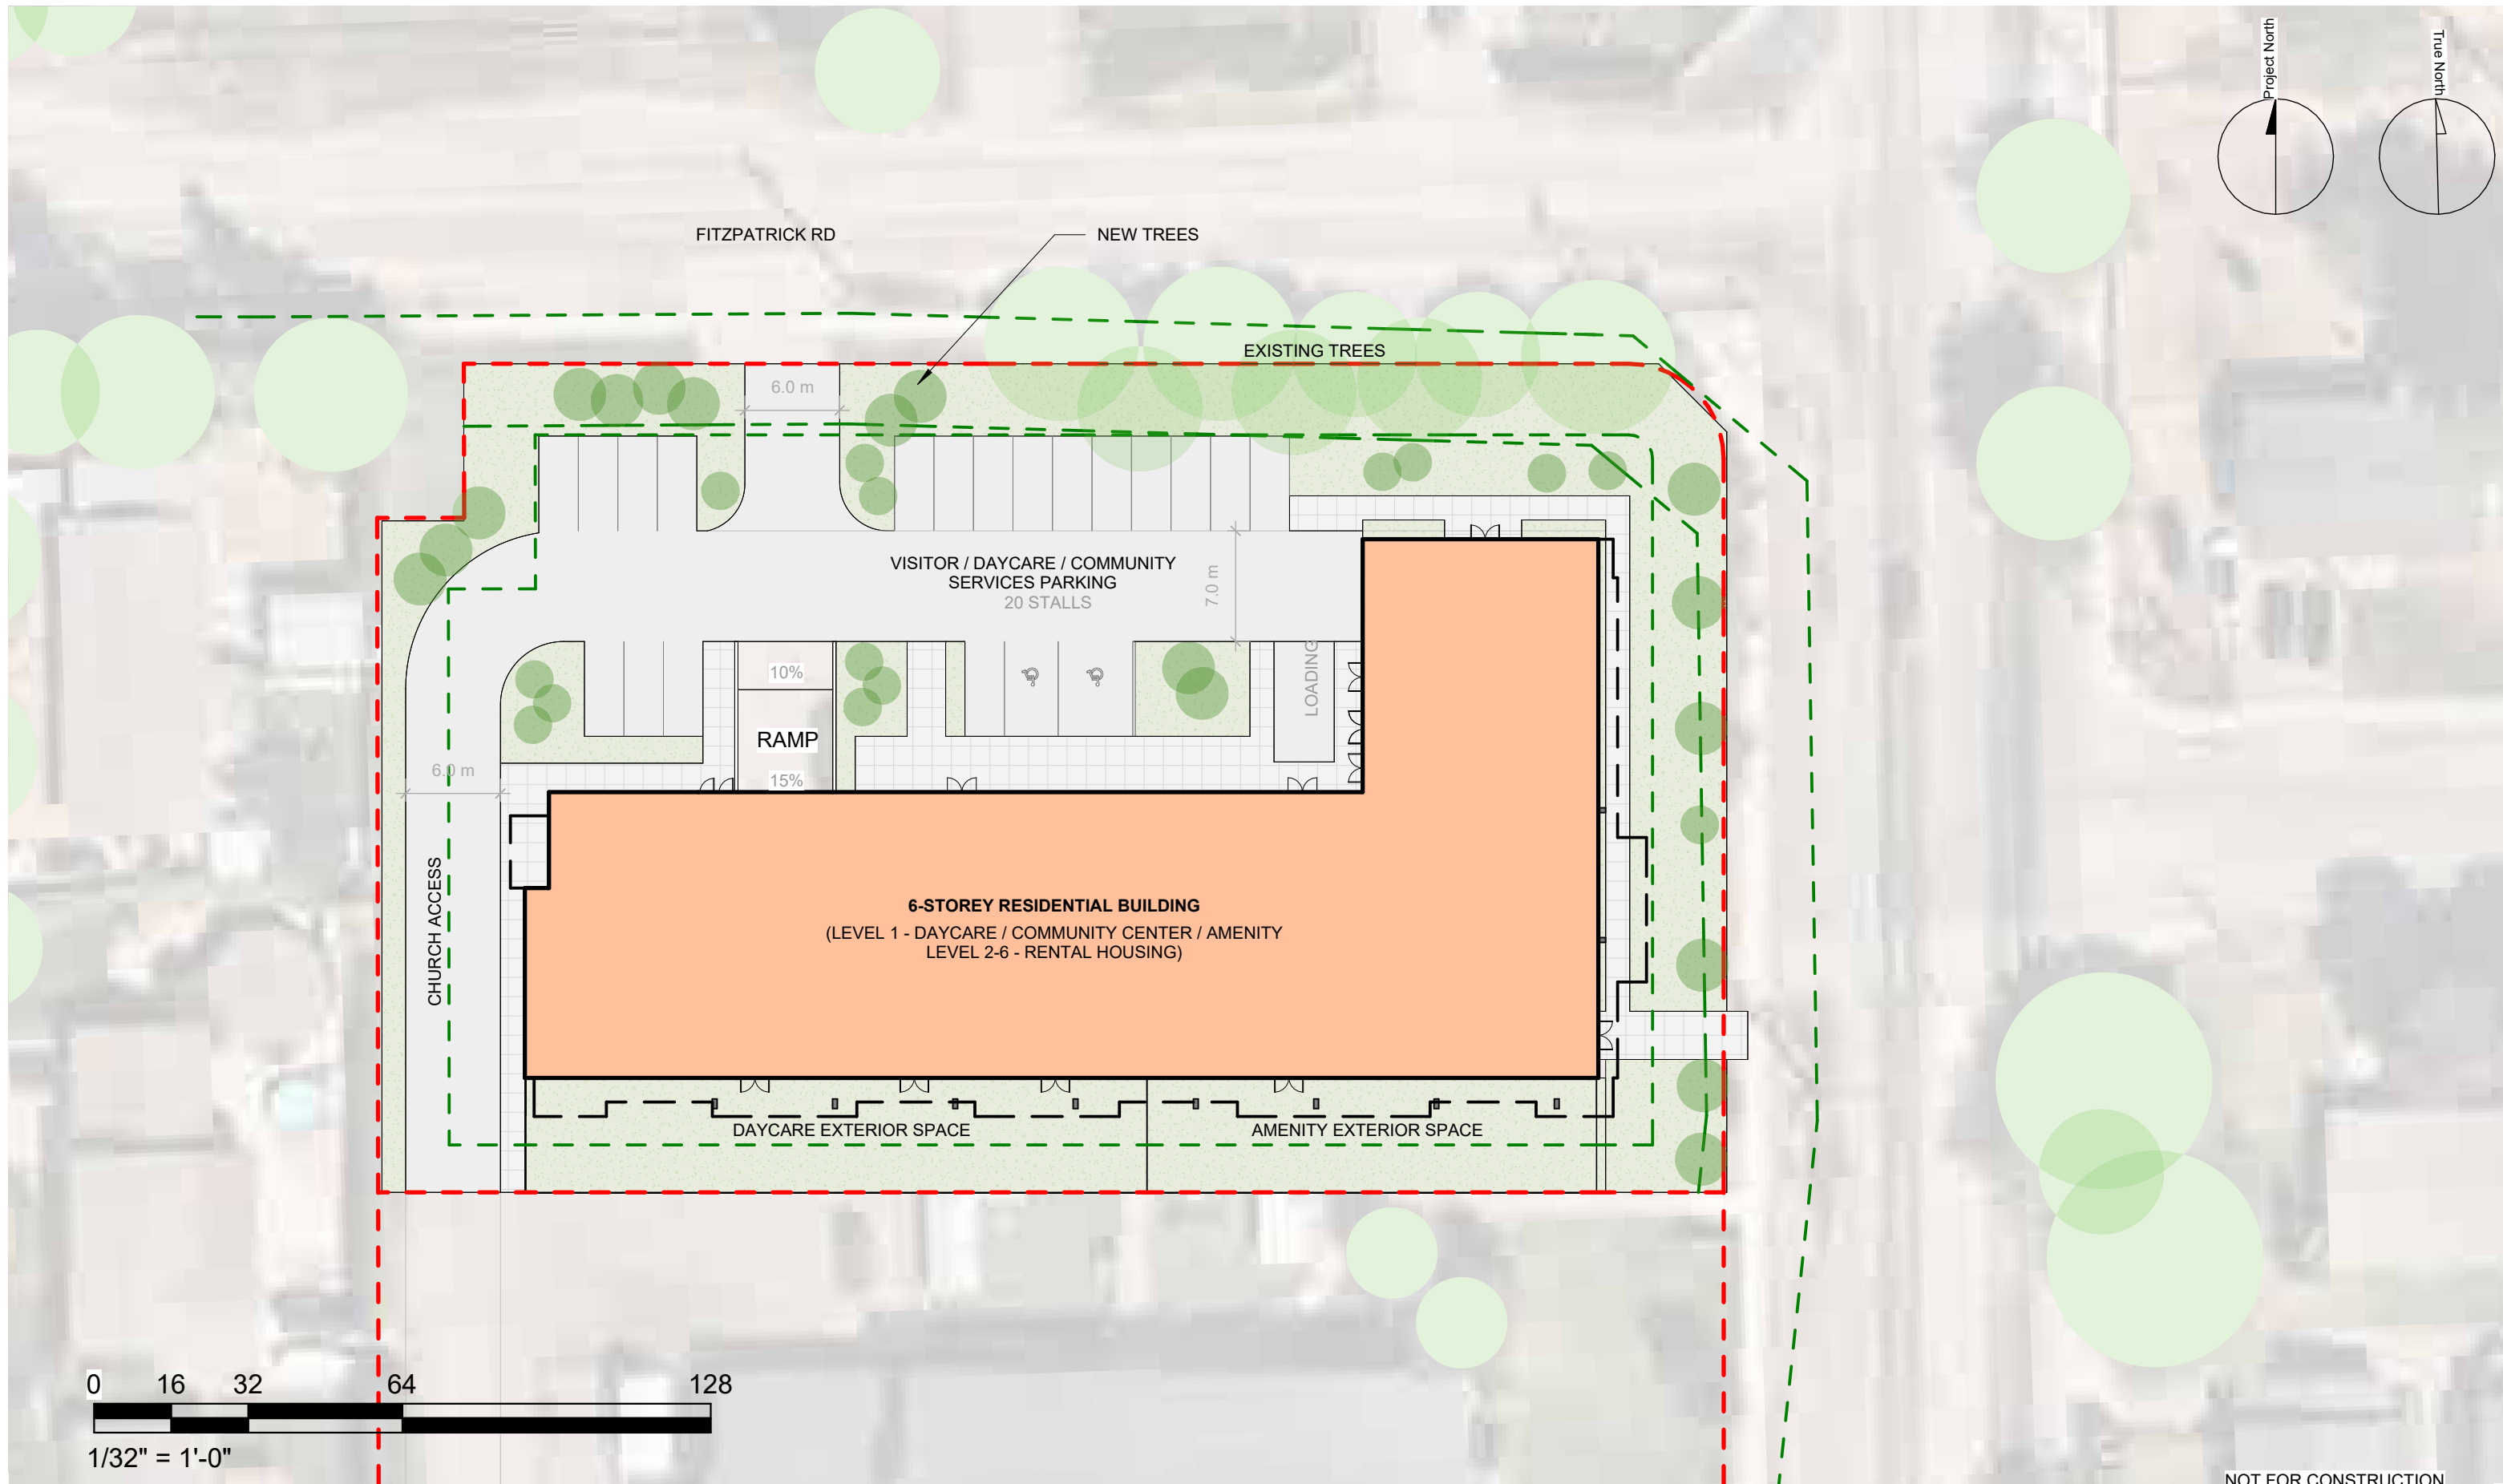 Project North
True North
FITZPATRICK RD
NEW TREES
EXISTING TREES
6.0 m
VISITOR / DAYCARE / COMMUNITY
SERVICES PARKING
20 STALLS
7.0 m
10%
LOADING
RAMP
15%
6.0 m
CHURCH ACCESS
6-STOREY RESIDENTIAL BUILDING
(LEVEL 1 - DAYCARE / COMMUNITY CENTER / AMENITY
LEVEL 2-6 - RENTAL HOUSING)
DAYCARE EXTERIOR SPACE
AMENITY EXTERIOR SPACE
0 16 32 64 128
1/32" = 1'-0"
NOT FOR CONSTRUCTION